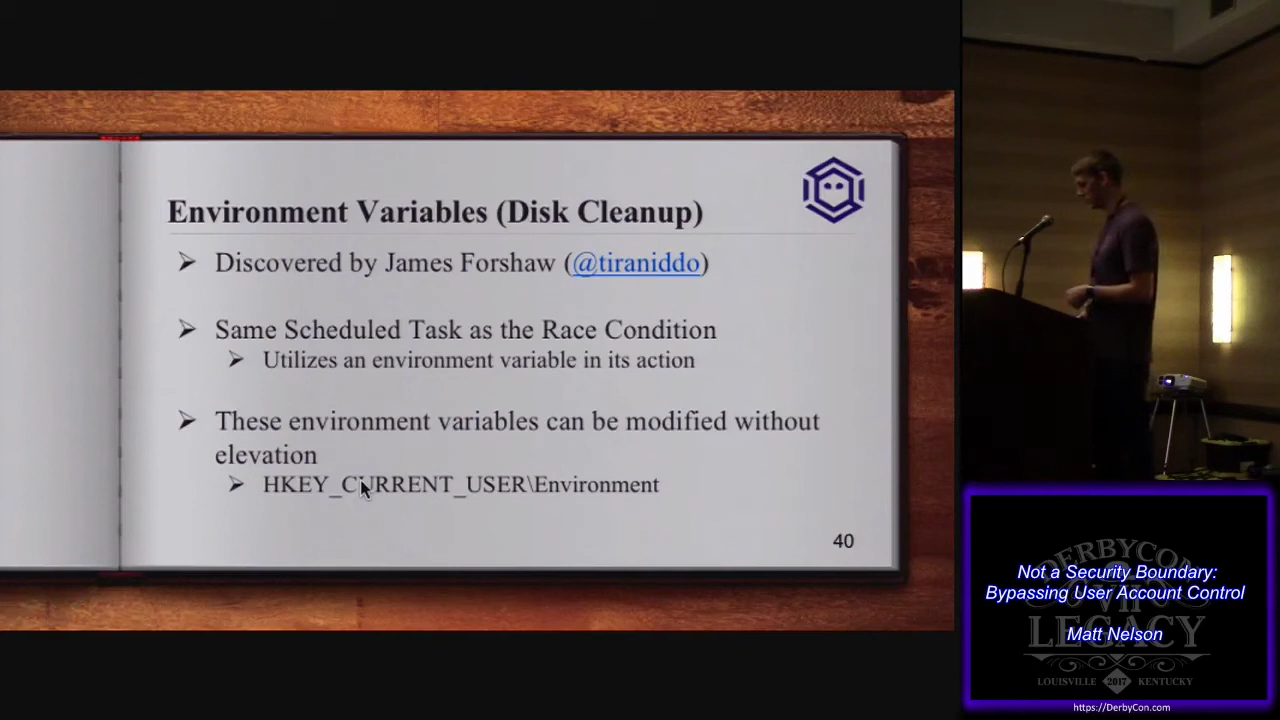 Environment Variables (Disk Cleanup)
➤ Discovered by James Forshaw (@tiraniddo)
➤ Same Scheduled Task as the Race Condition
➤ Utilizes an environment variable in its action
➤ These environment variables can be modified without
elevation
➤ HKEY_CURRENT_USER\Environment
40
DERBYCON
VII
LEGACY
LOUISVILLE 2017 KENTUCKY
Not a Security Boundary:
Bypassing User Account Control
Matt Nelson
https://DerbyCon.com